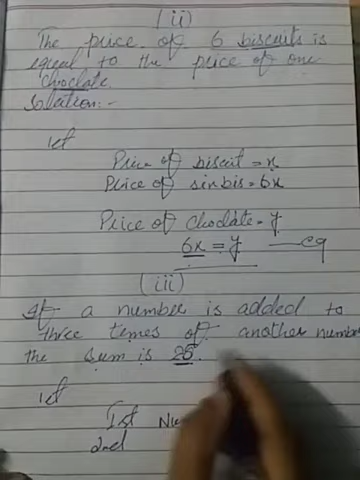 (ii)
The price of 6 biscuits is
equal to the price of one
choclate
Solution:-
let
Price of biscuit = x
Price of six bis = 6x
Price of choclate = y
6x = y — eq
(iii)
If a number is added to
three times of another number
the sum is 25.
let
Ist Nu
2nd